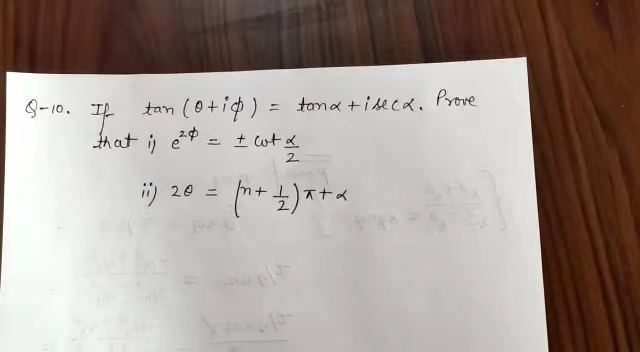 Q-10. If tan (θ+iϕ) = tanα + i secα. Prove
that i) e^{2ϕ} = ± cot α/2
ii) 2θ = (n + 1/2)π + α